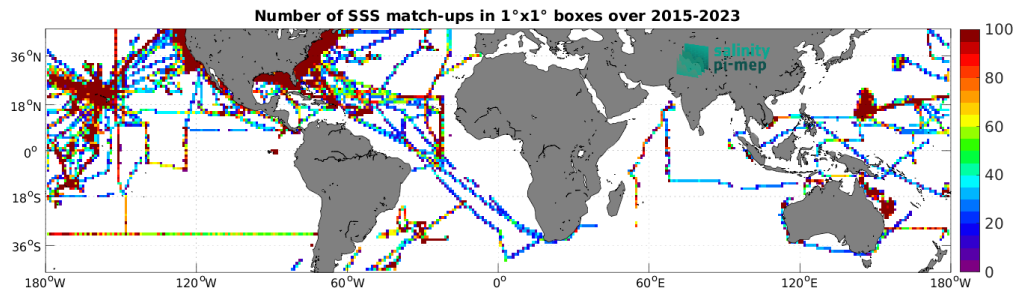 Number of SSS match-ups in 1°x1° boxes over 2015-2023
salinity
pi-mep
36°N
18°N
0°
18°S
36°S
180°W
120°W
60°W
0°
60°E
120°E
180°W
100
80
60
40
20
0